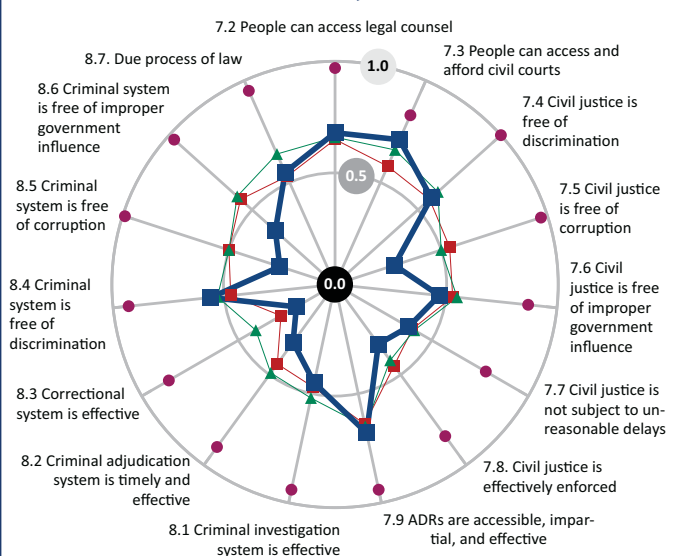 7.2 People can access legal counsel
7.3 People can access and
afford civil courts
7.4 Civil justice is
free of
discrimination
7.5 Civil justice
is free of
corruption
7.6 Civil
justice is free
of improper
government
influence
7.7 Civil justice is
not subject to un-
reasonable delays
7.8. Civil justice is
effectively enforced
7.9 ADRs are accessible, impar-
tial, and effective
8.1 Criminal investigation
system is effective
8.2 Criminal adjudication
system is timely and
effective
8.3 Correctional
system is effective
8.4 Criminal
system is
free of
discrimination
8.5 Criminal
system is free
of corruption
8.6 Criminal system
is free of improper
government
influence
8.7. Due process of law
1.0
0.5
0.0